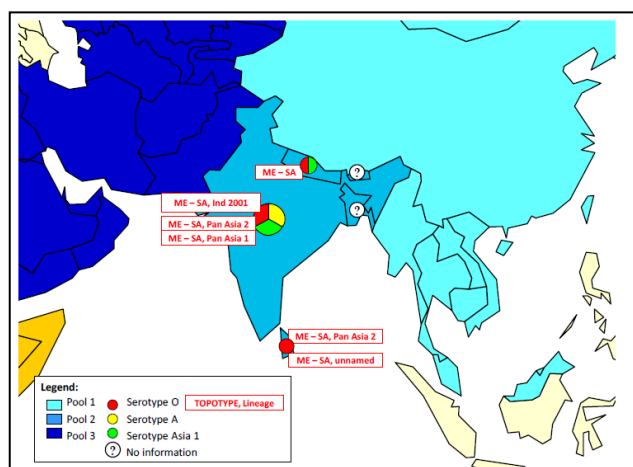 ?
ME – SA
ME – SA, Ind 2001
?
ME – SA, Pan Asia 2
ME – SA, Pan Asia 1
ME – SA, Pan Asia 2
ME – SA, unnamed
Legend:
Pool 1 Serotype O TOPOTYPE, Lineage
Pool 2 Serotype A
Pool 3 Serotype Asia 1
? No information